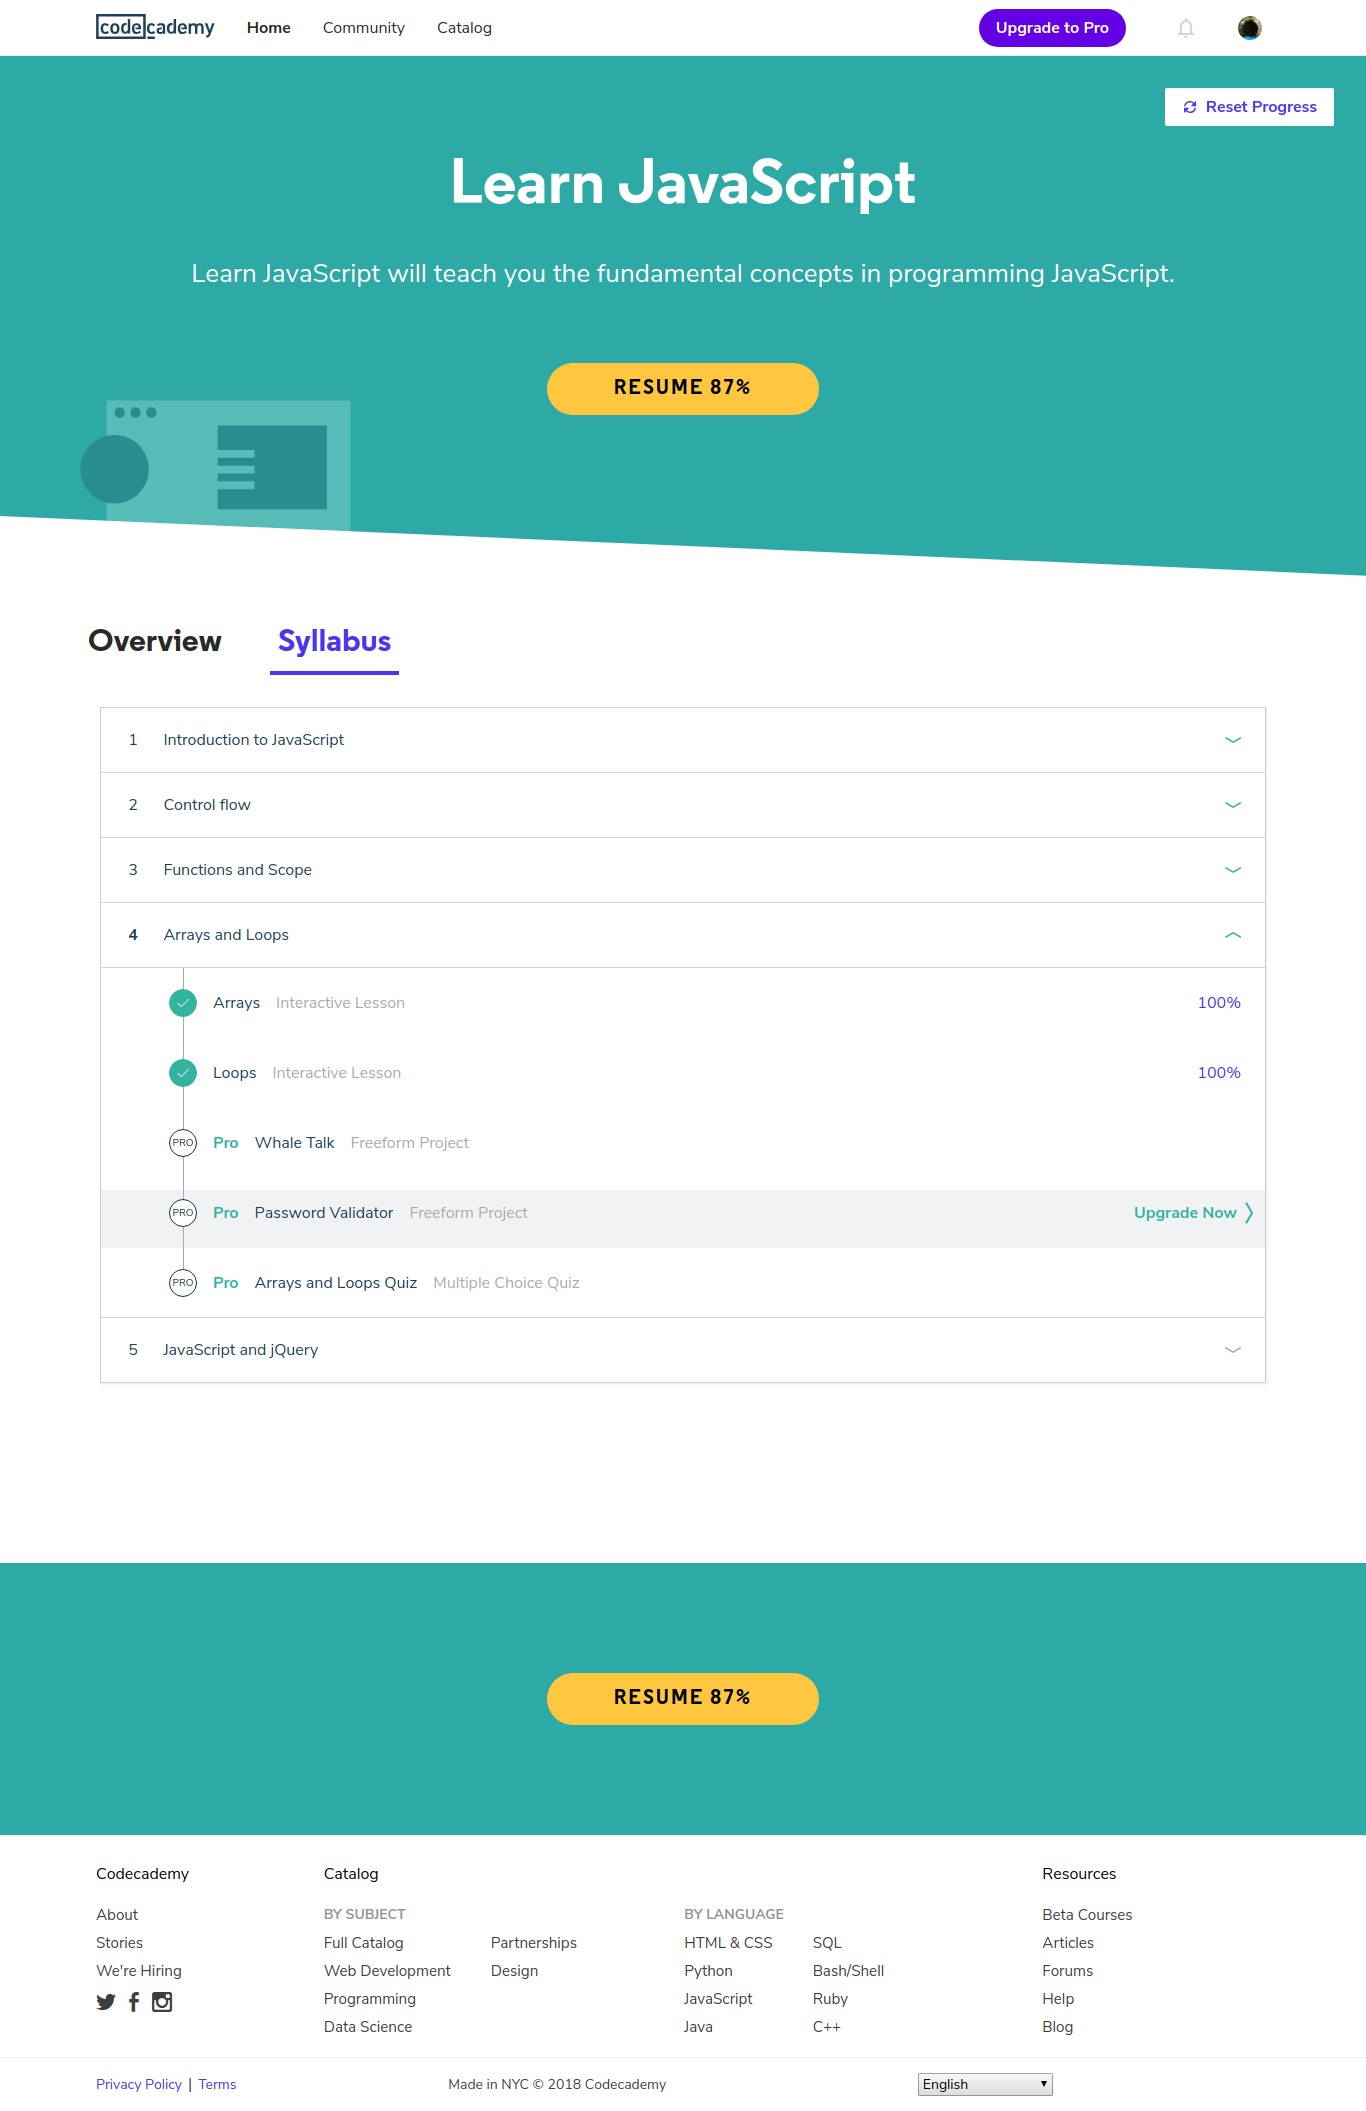 codecademy Home Community Catalog Upgrade to Pro
Reset Progress
Learn JavaScript
Learn JavaScript will teach you the fundamental concepts in programming JavaScript.
RESUME 87%
Overview Syllabus
1 Introduction to JavaScript
2 Control flow
3 Functions and Scope
4 Arrays and Loops
Arrays Interactive Lesson 100%
Loops Interactive Lesson 100%
PRO Pro Whale Talk Freeform Project
PRO Pro Password Validator Freeform Project Upgrade Now
PRO Pro Arrays and Loops Quiz Multiple Choice Quiz
5 JavaScript and jQuery
RESUME 87%
Codecademy Catalog Resources
About BY SUBJECT BY LANGUAGE Beta Courses
Stories Full Catalog Partnerships HTML & CSS SQL Articles
We're Hiring Web Development Design Python Bash/Shell Forums
Programming JavaScript Ruby Help
Data Science Java C++ Blog
Privacy Policy | Terms Made in NYC © 2018 Codecademy English